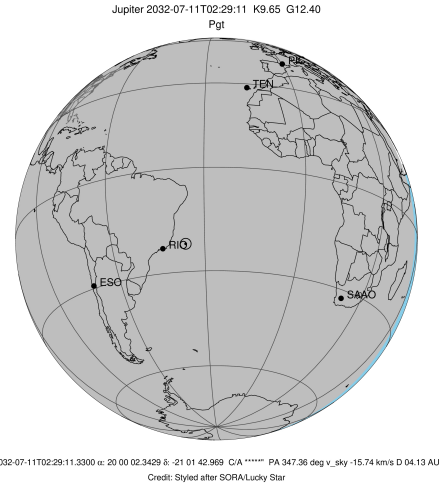 Jupiter 2032-07-11T02:29:11 K9.65 G12.40
Pgt
TEN
RIO
ESO
SAAO
032-07-11T02:29:11.3300 α: 20 00 02.3429 δ: -21 01 42.969 C/A *****" PA 347.36 deg v_sky -15.74 km/s D 04.13 AU
Credit: Styled after SORA/Lucky Star